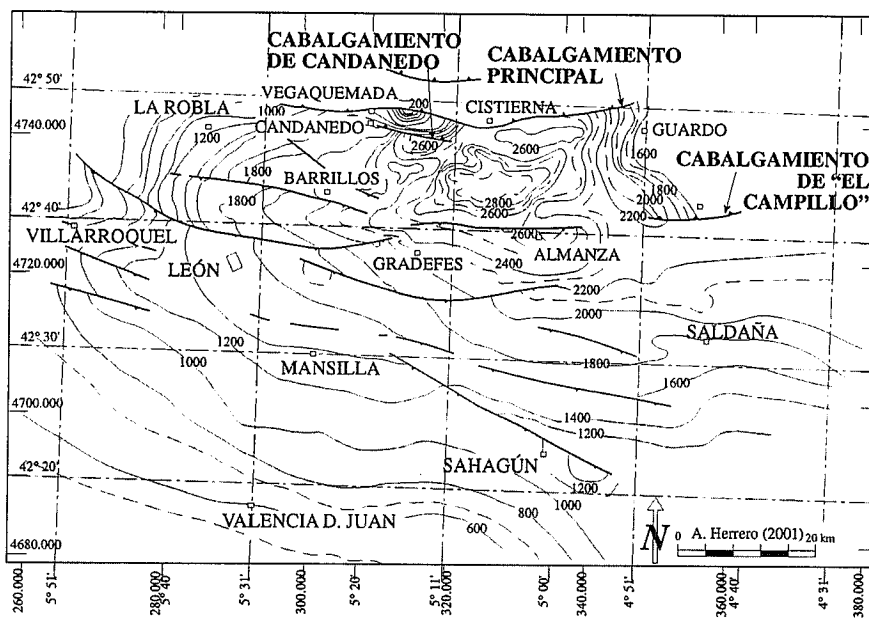 CABALGAMIENTO
DE CANDANEDO
CABALGAMIENTO
PRINCIPAL
42° 50'
VEGAQUEMADA
200
LA ROBLA
1000
CISTIERNA
4740.000
1200
CANDANEDO
2600
2600
GUARDO
1600
CABALGAMIENTO
DE "EL
CAMPILLO"
1800
BARRILLOS
1800
2800
1800
2000
2200
42° 40'
2600
VILLARROQUEL
2600
ALMANZA
LEÓN
GRADEFES
2400
4720.000
2200
2000
SALDAÑA
42° 30'
1200
1000
MANSILLA
1800
1600
4700.000
1400
1200
SAHAGÚN
42° 20'
1200
1000
800
VALENCIA D. JUAN
600
N
0 A. Herrero (2001) 20 km
4680.000
260.000
5° 51'
280.000
5° 40'
5° 31'
300.000
5° 20'
5° 11'
320.000
5° 00'
340.000
4° 51'
360.000
4° 40'
4° 31'
380.000